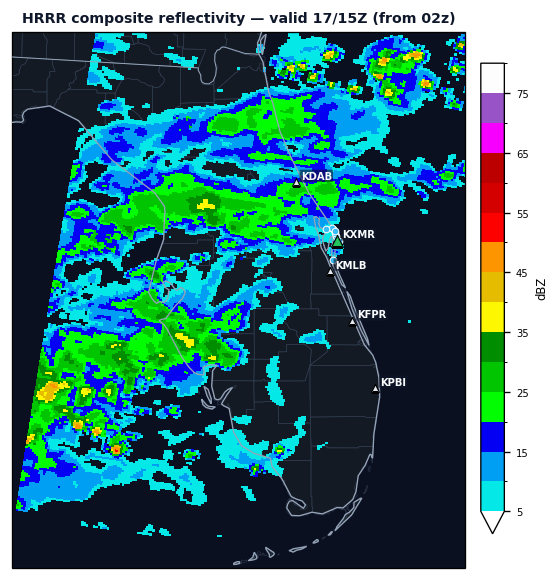 HRRR composite reflectivity — valid 17/15Z (from 02z)
75
65
KDAB
55
KXMR
KMLB
45
dBZ
KFPR
35
KPBI
25
15
5